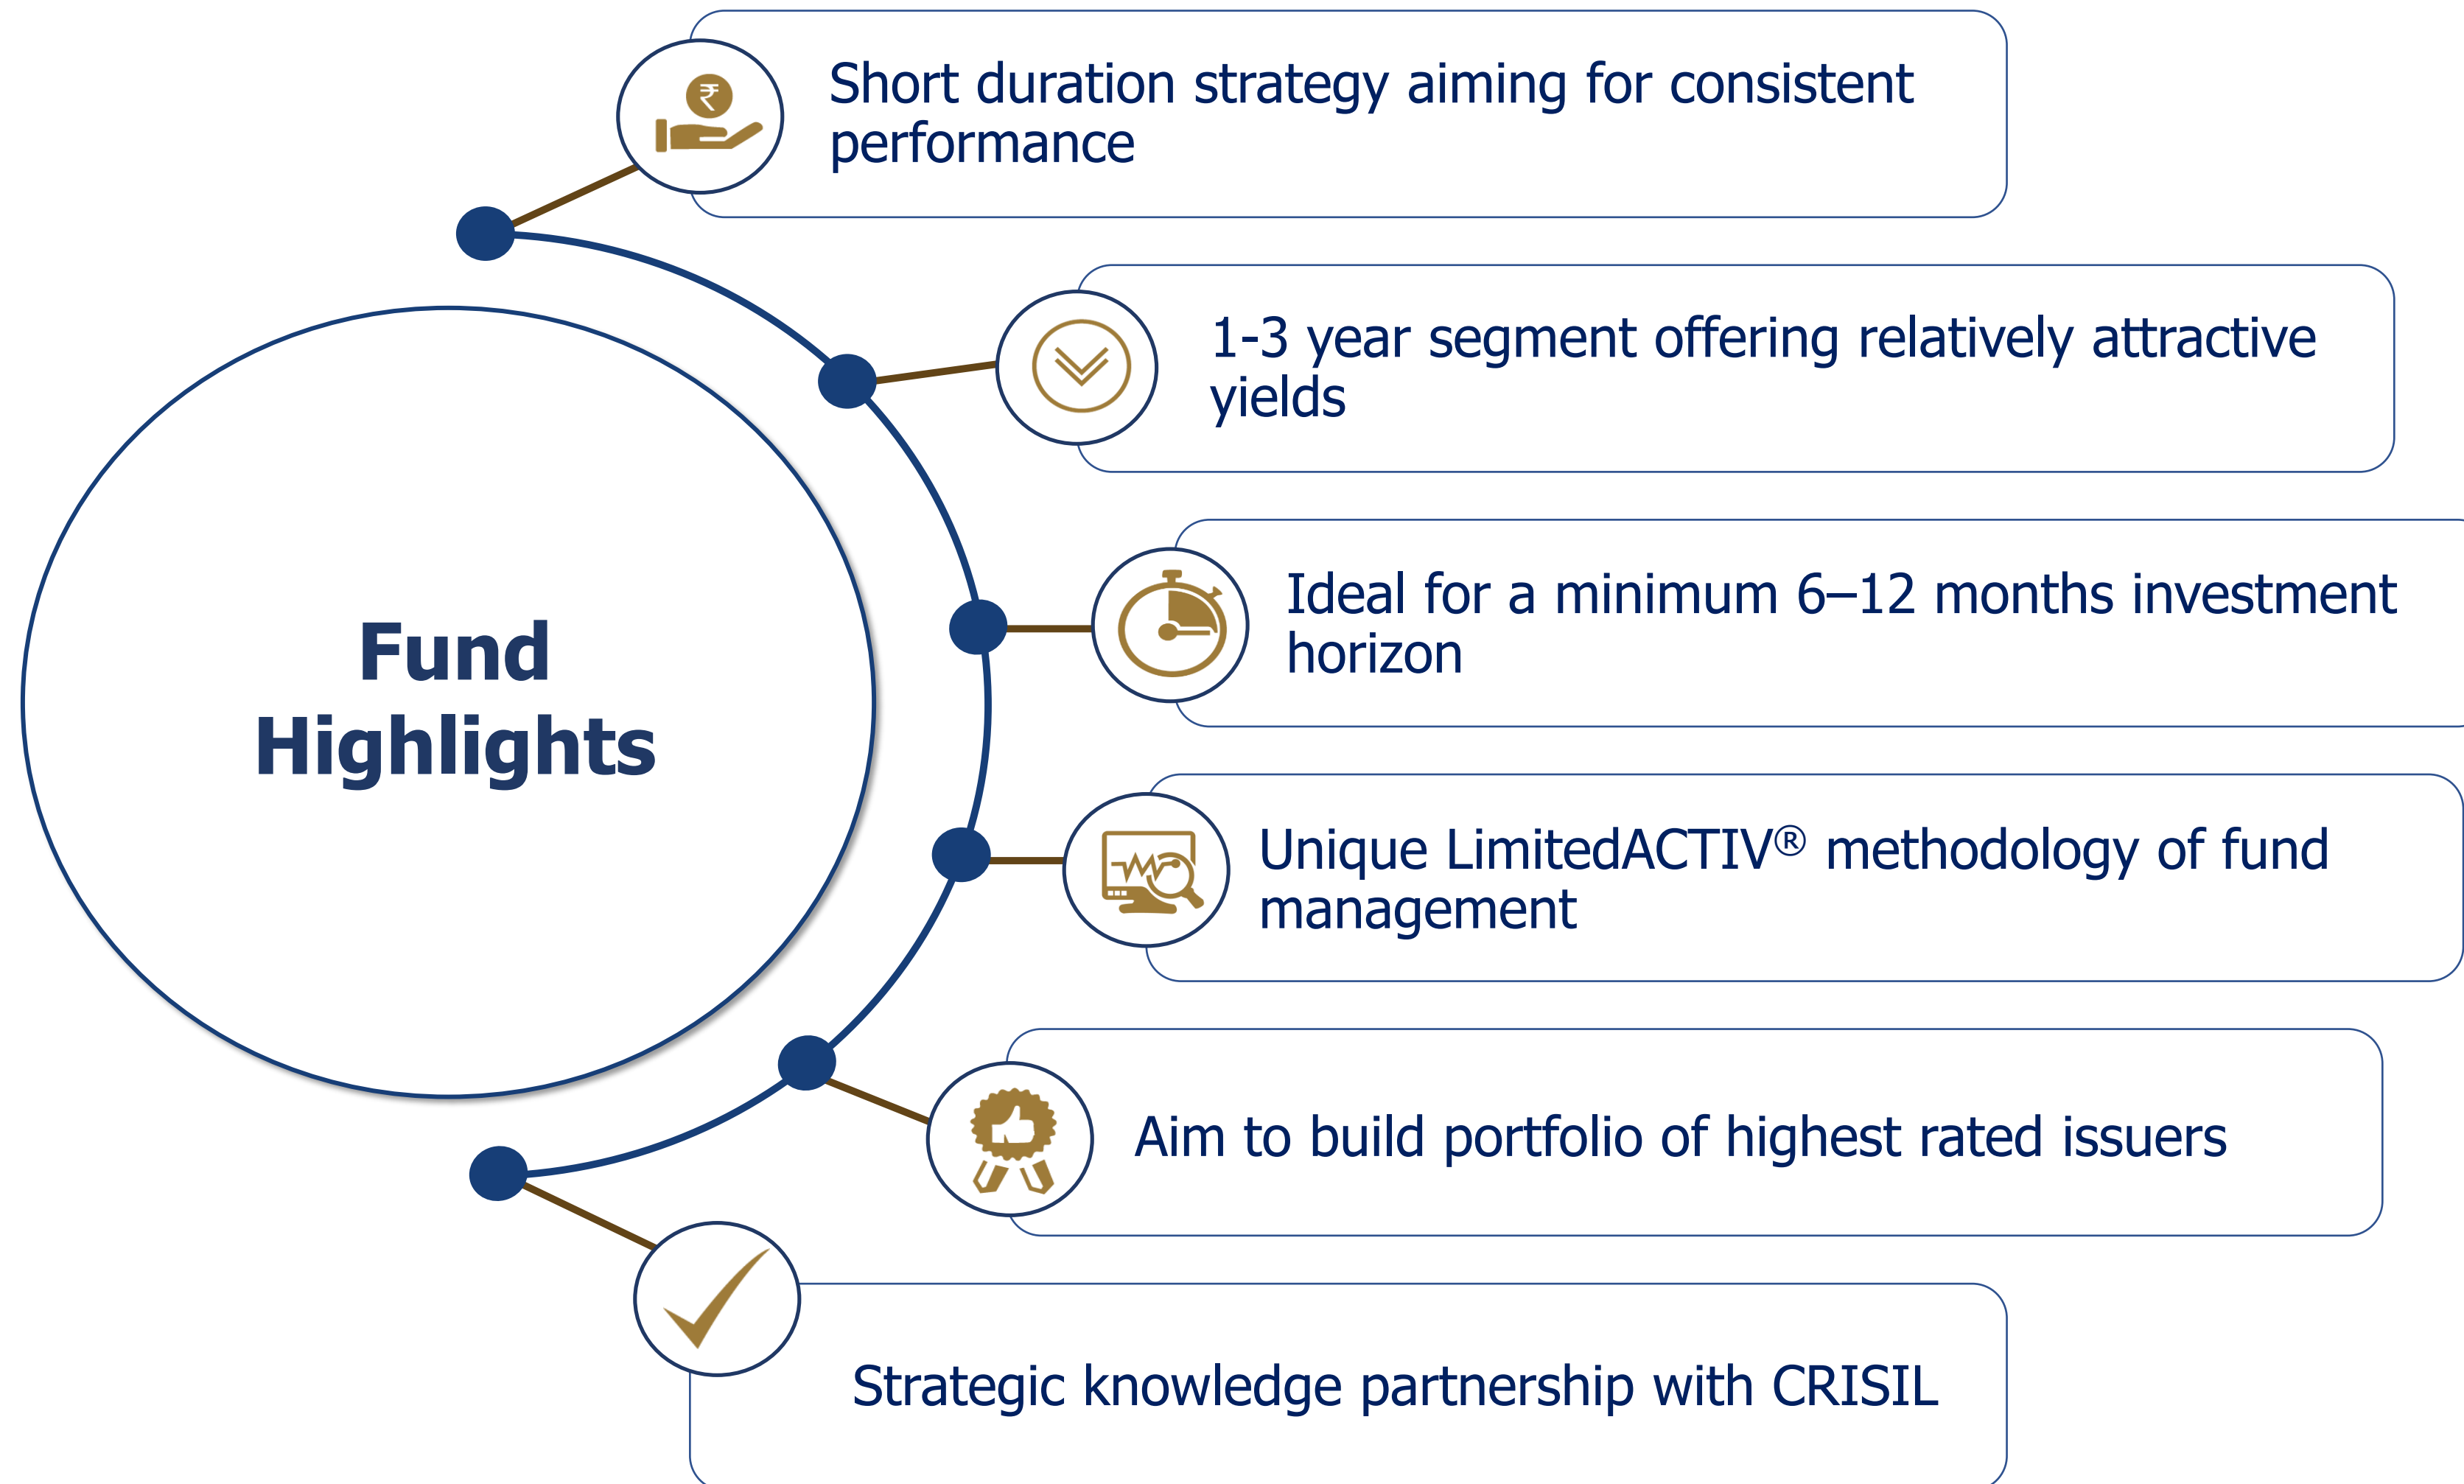 Fund
Highlights
₹
Short duration strategy aiming for consistent
performance
1-3 year segment offering relatively attractive
yields
Ideal for a minimum 6–12 months investment
horizon
Unique LimitedACTIV® methodology of fund
management
Aim to build portfolio of highest rated issuers
Strategic knowledge partnership with CRISIL